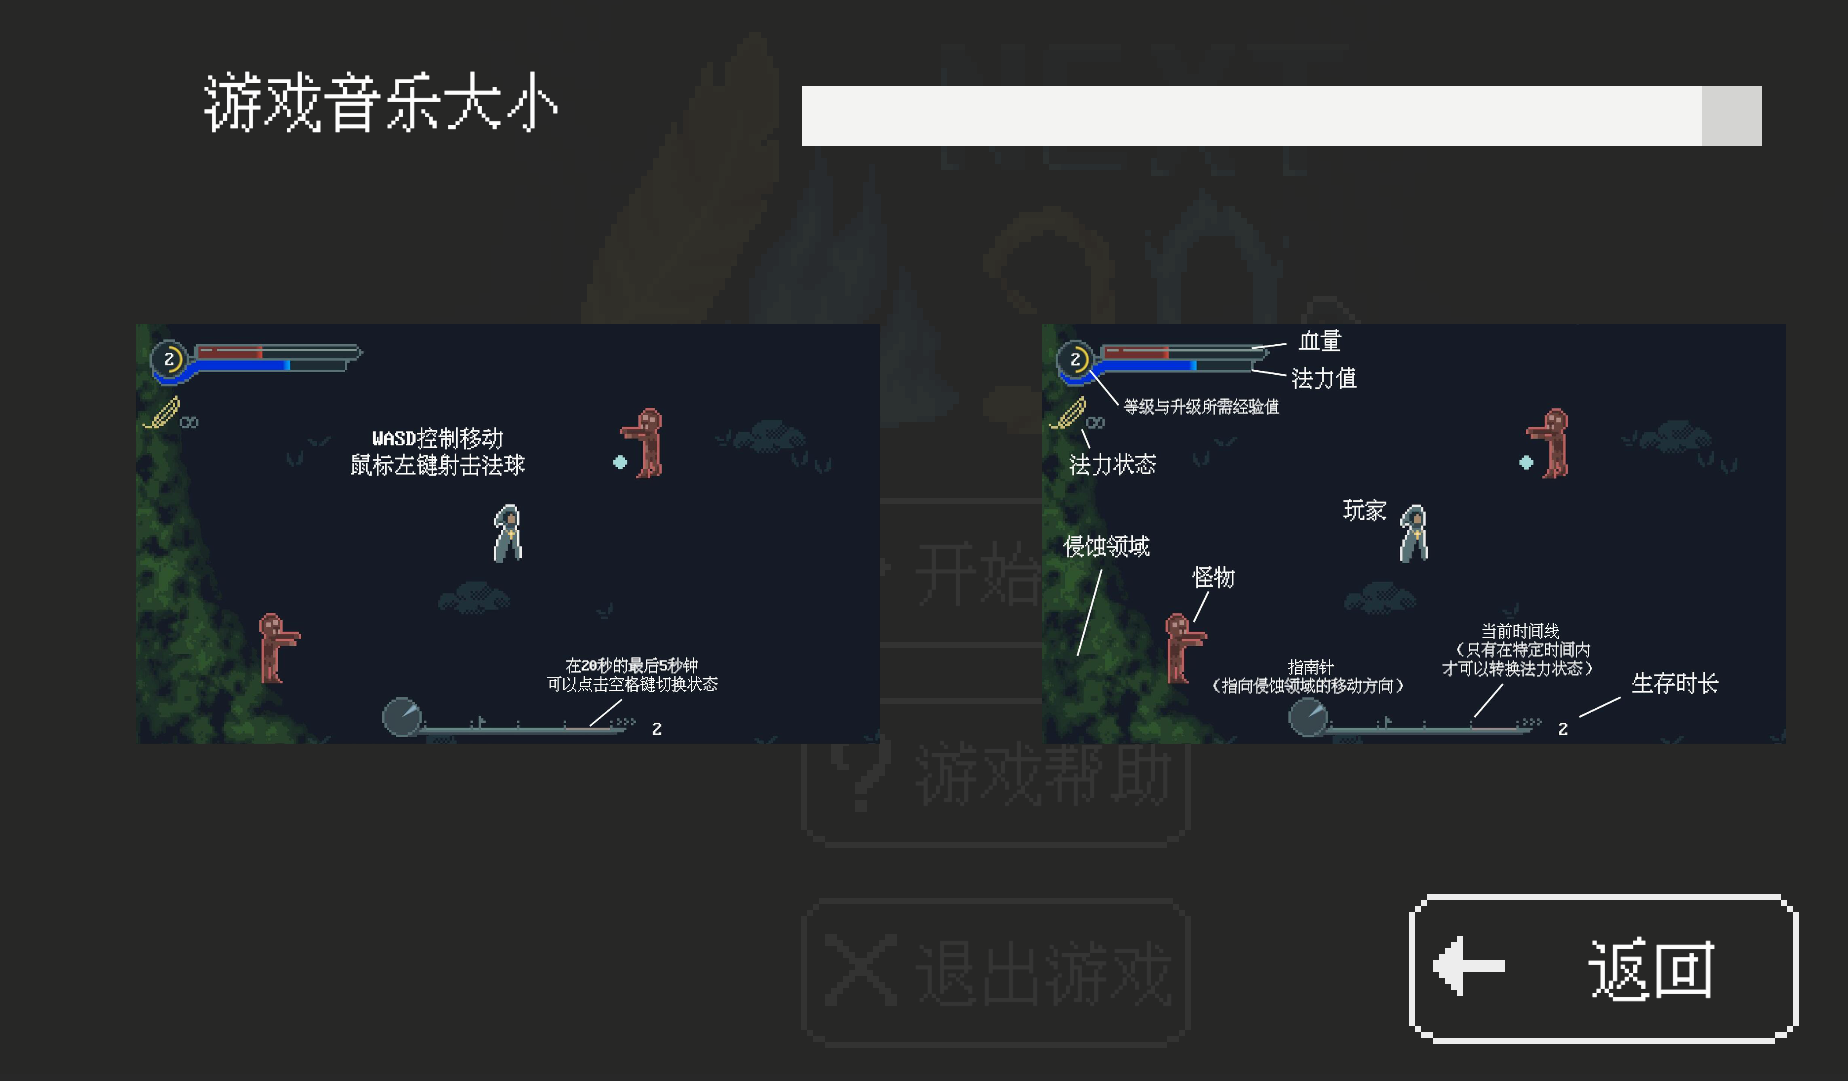 游戏音乐大小
NEXT
2
∞
WASD控制移动
鼠标左键射击法球
在20秒的最后5秒钟
可以点击空格键切换状态
2
2
血量
法力值
等级与升级所需经验值
∞
法力状态
玩家
侵蚀领域
怪物
当前时间线
(只有在特定时间内
才可以转换法力状态)
指南针
(指向侵蚀领域的移动方向)
生存时长
2
开始
? 游戏帮助
退出游戏
返回